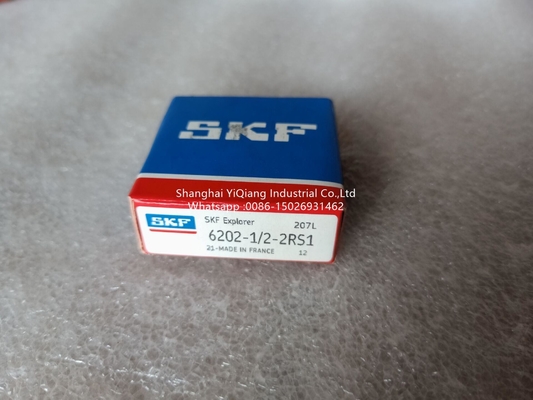 SKF
Shanghai YiQiang Industrial Co.,Ltd
Whatsapp :0086-15026931462
SKF
SKF Explorer
207L
6202-1/2-2RS1
21-MADE IN FRANCE
12